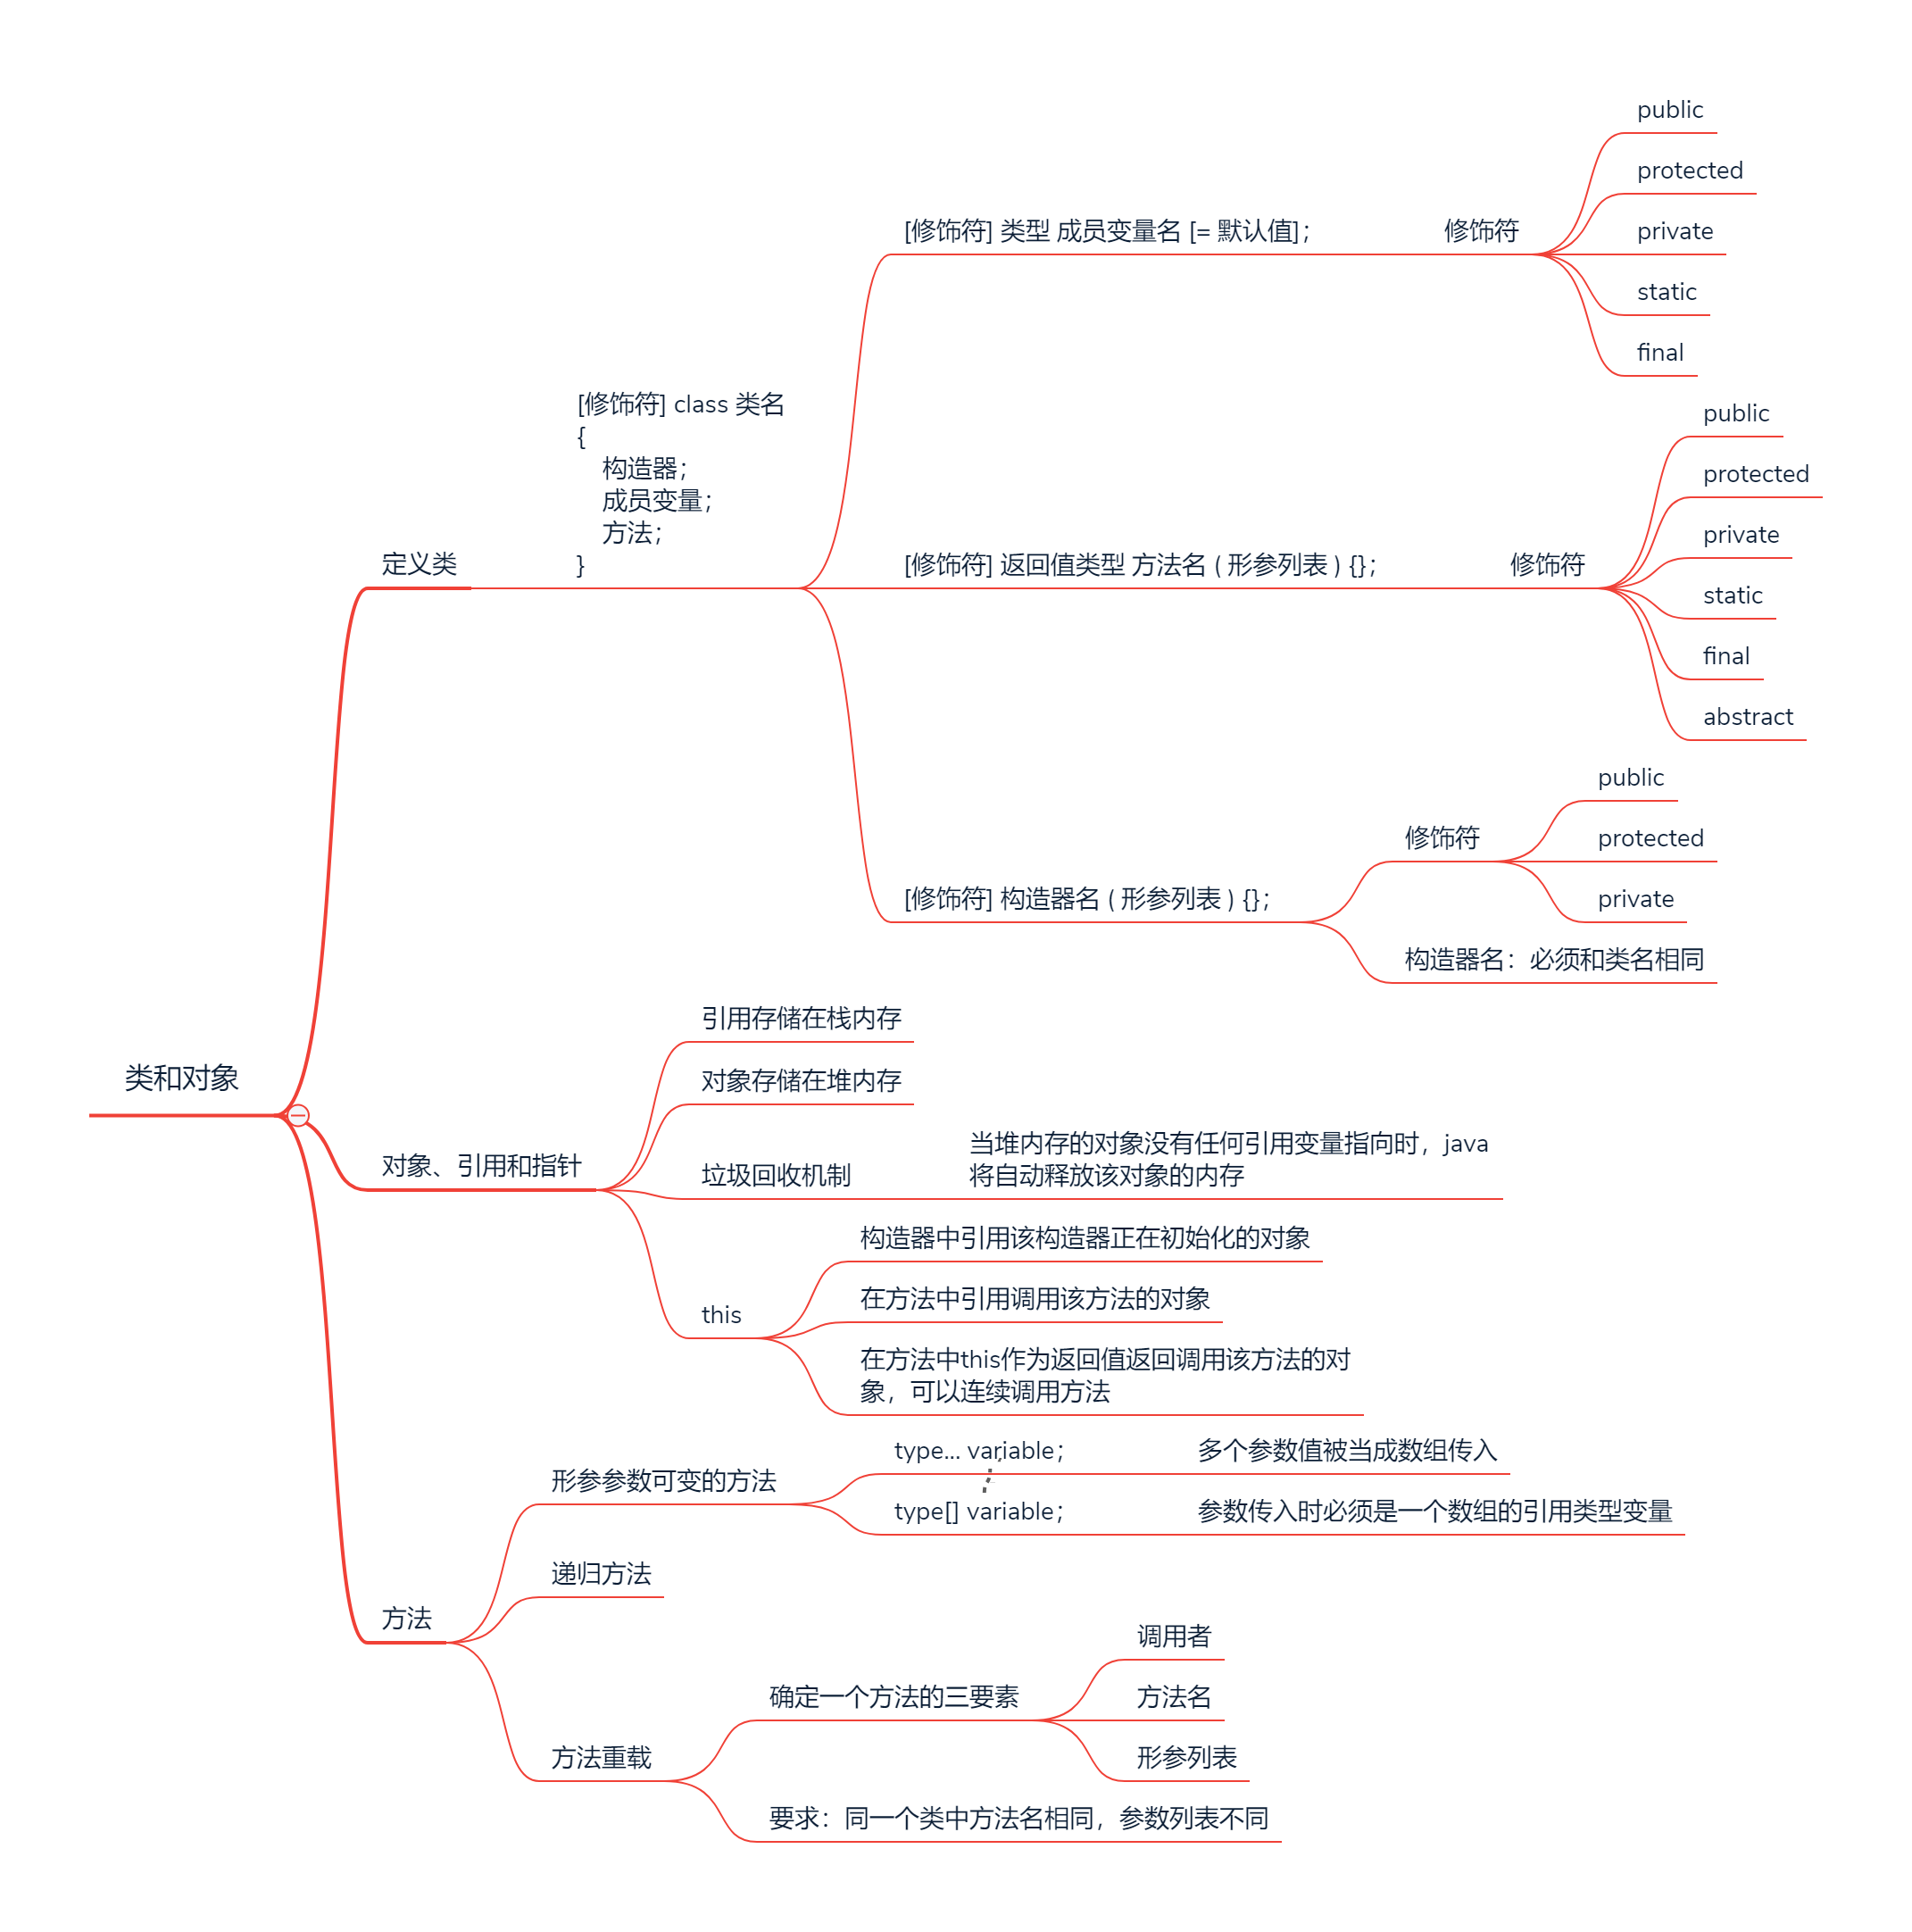 类和对象
定义类
[修饰符] class 类名
{
构造器；
成员变量；
方法；
}
[修饰符] 类型 成员变量名 [= 默认值]；
修饰符
public
protected
private
static
final
[修饰符] 返回值类型 方法名 ( 形参列表 ) {}；
修饰符
public
protected
private
static
final
abstract
[修饰符] 构造器名 ( 形参列表 ) {}；
修饰符
public
protected
private
构造器名：必须和类名相同
对象、引用和指针
引用存储在栈内存
对象存储在堆内存
垃圾回收机制
当堆内存的对象没有任何引用变量指向时，java
将自动释放该对象的内存
this
构造器中引用该构造器正在初始化的对象
在方法中引用调用该方法的对象
在方法中this作为返回值返回调用该方法的对
象，可以连续调用方法
方法
形参参数可变的方法
type... variable；
多个参数值被当成数组传入
type[] variable；
参数传入时必须是一个数组的引用类型变量
递归方法
方法重载
确定一个方法的三要素
调用者
方法名
形参列表
要求：同一个类中方法名相同，参数列表不同